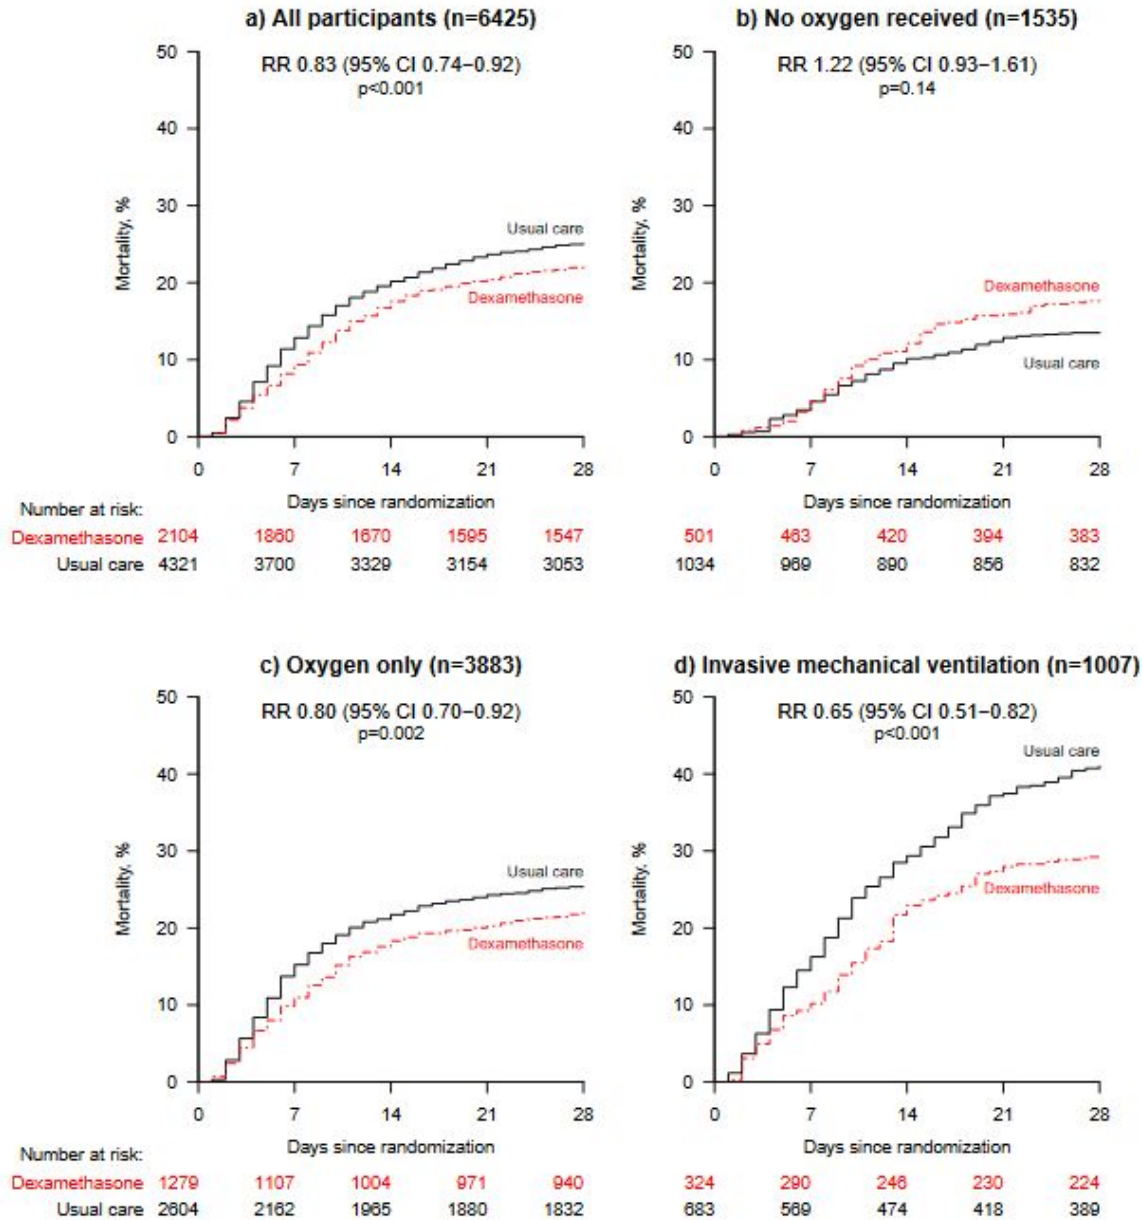 a) All participants (n=6425)
RR 0.83 (95% CI 0.74−0.92)
p<0.001
50
40
30
20
10
0
Mortality, %
Usual care
Dexamethasone
0 7 14 21 28
Days since randomization
Number at risk:
Dexamethasone 2104 1860 1670 1595 1547
Usual care 4321 3700 3329 3154 3053
b) No oxygen received (n=1535)
RR 1.22 (95% CI 0.93−1.61)
p=0.14
50
40
30
20
10
0
Mortality, %
Dexamethasone
Usual care
0 7 14 21 28
Days since randomization
501 463 420 394 383
1034 969 890 856 832
c) Oxygen only (n=3883)
RR 0.80 (95% CI 0.70−0.92)
p=0.002
50
40
30
20
10
0
Mortality, %
Usual care
Dexamethasone
0 7 14 21 28
Days since randomization
Number at risk:
Dexamethasone 1279 1107 1004 971 940
Usual care 2604 2162 1965 1880 1832
d) Invasive mechanical ventilation (n=1007)
RR 0.65 (95% CI 0.51−0.82)
p<0.001
50
40
30
20
10
0
Mortality, %
Usual care
Dexamethasone
0 7 14 21 28
Days since randomization
324 290 246 230 224
683 569 474 418 389